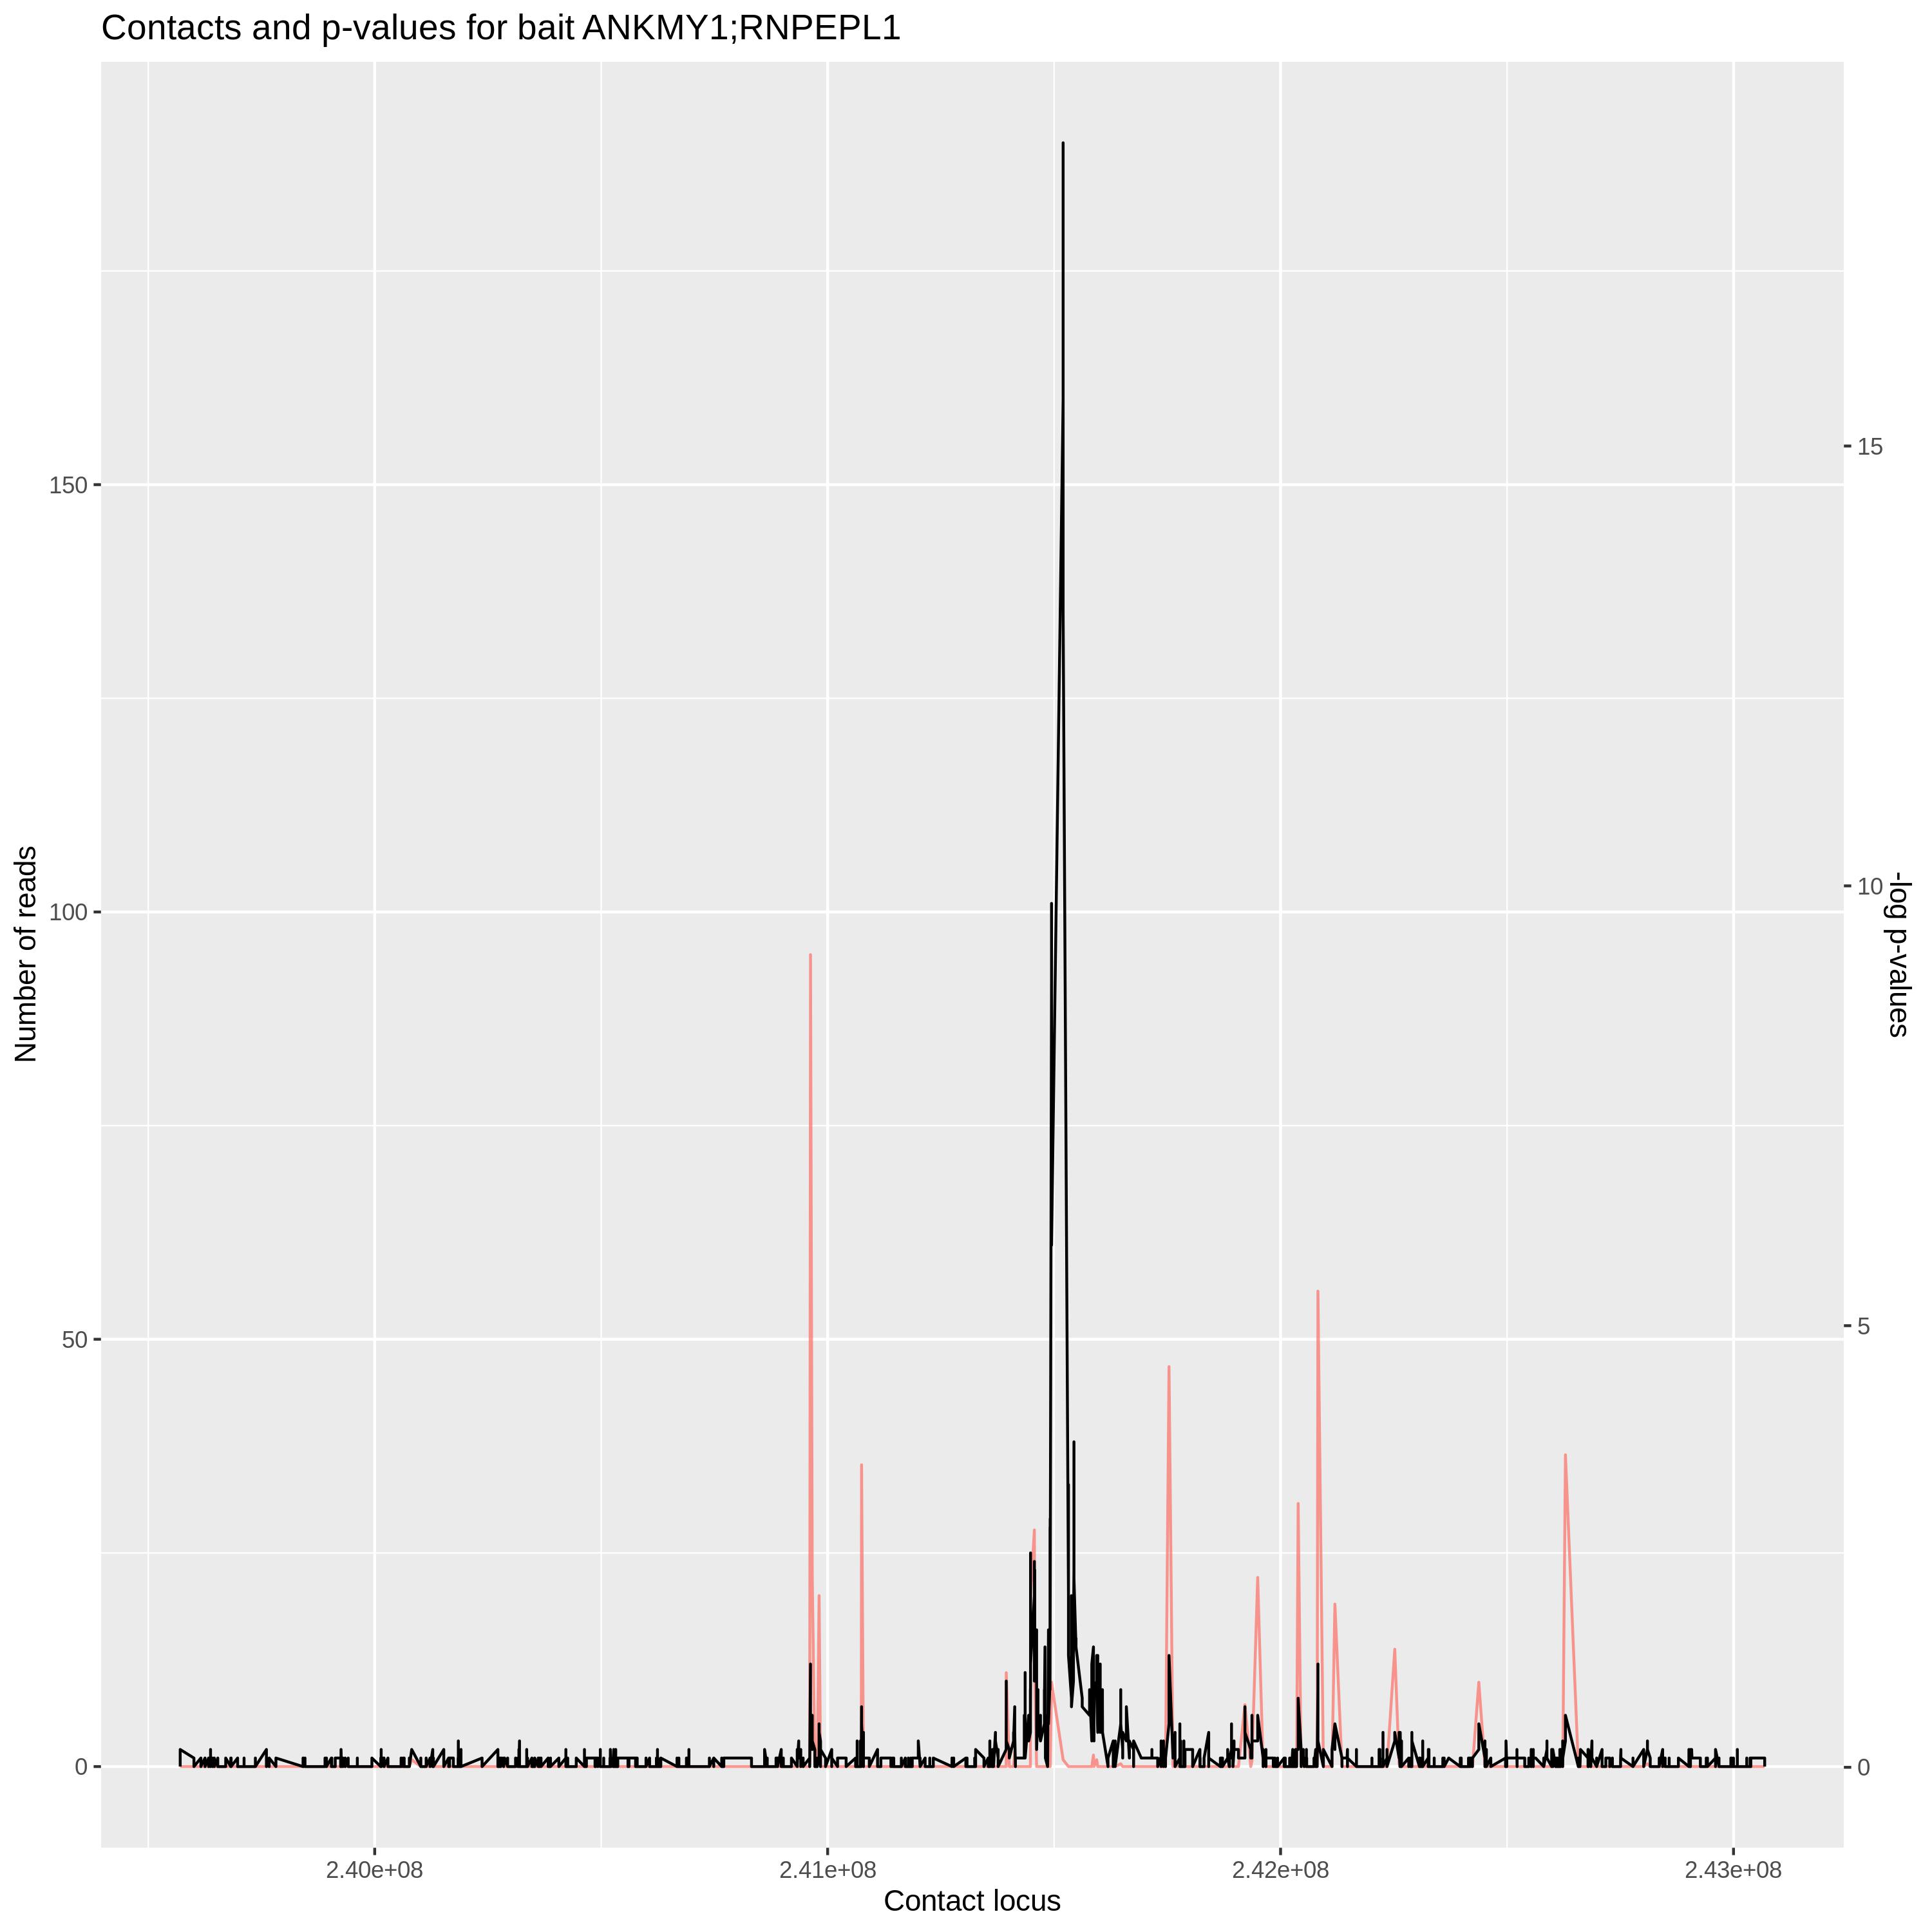 Contacts and p-values for bait ANKMY1;RNPEPL1
Number of reads
150
100
50
0
15
10
5
0
-log p-values
2.40e+08
2.41e+08
2.42e+08
2.43e+08
Contact locus